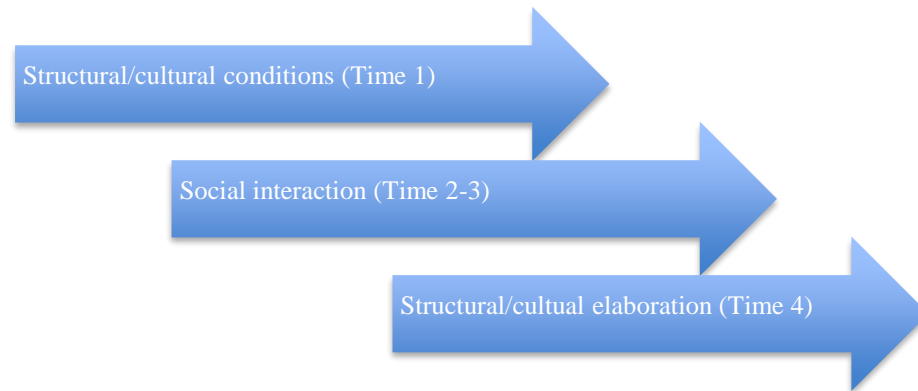 Structural/cultural conditions (Time 1)
Social interaction (Time 2-3)
Structural/cultual elaboration (Time 4)